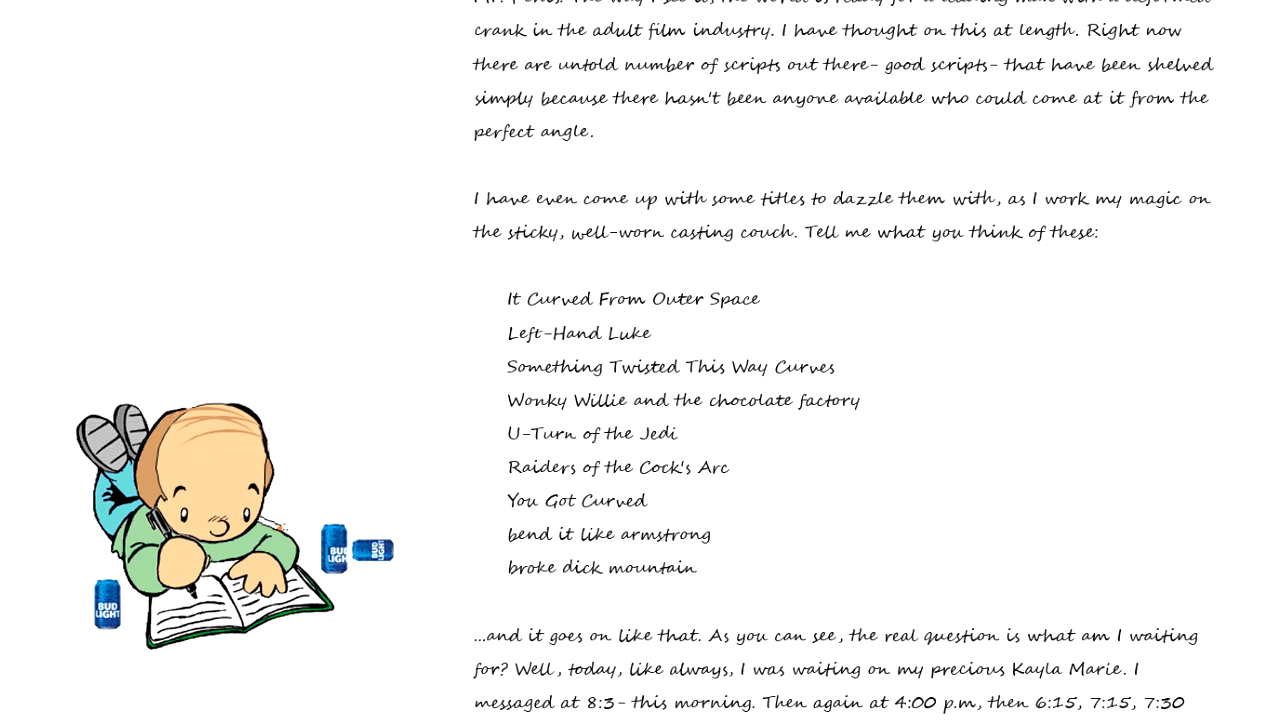 crank in the adult film industry. I have thought on this at length. Right now
there are untold number of scripts out there- good scripts- that have been shelved
simply because there hasn't been anyone available who could come at it from the
perfect angle.
I have even come up with some titles to dazzle them with, as I work my magic on
the sticky, well-worn casting couch. Tell me what you think of these:
It Curved From Outer Space
Left-Hand Luke
Something Twisted This Way Curves
Wonky Willie and the chocolate factory
U-Turn of the Jedi
Raiders of the Cock's Arc
You Got Curved
bend it like armstrong
broke dick mountain
BUD
LIGHT
BUD
LIGHT
BUD
LIGHT
...and it goes on like that. As you can see, the real question is what am I waiting
for? Well, today, like always, I was waiting on my precious Kayla Marie. I
messaged at 8:3- this morning. Then again at 4:00 p.m, then 6:15, 7:15, 7:30